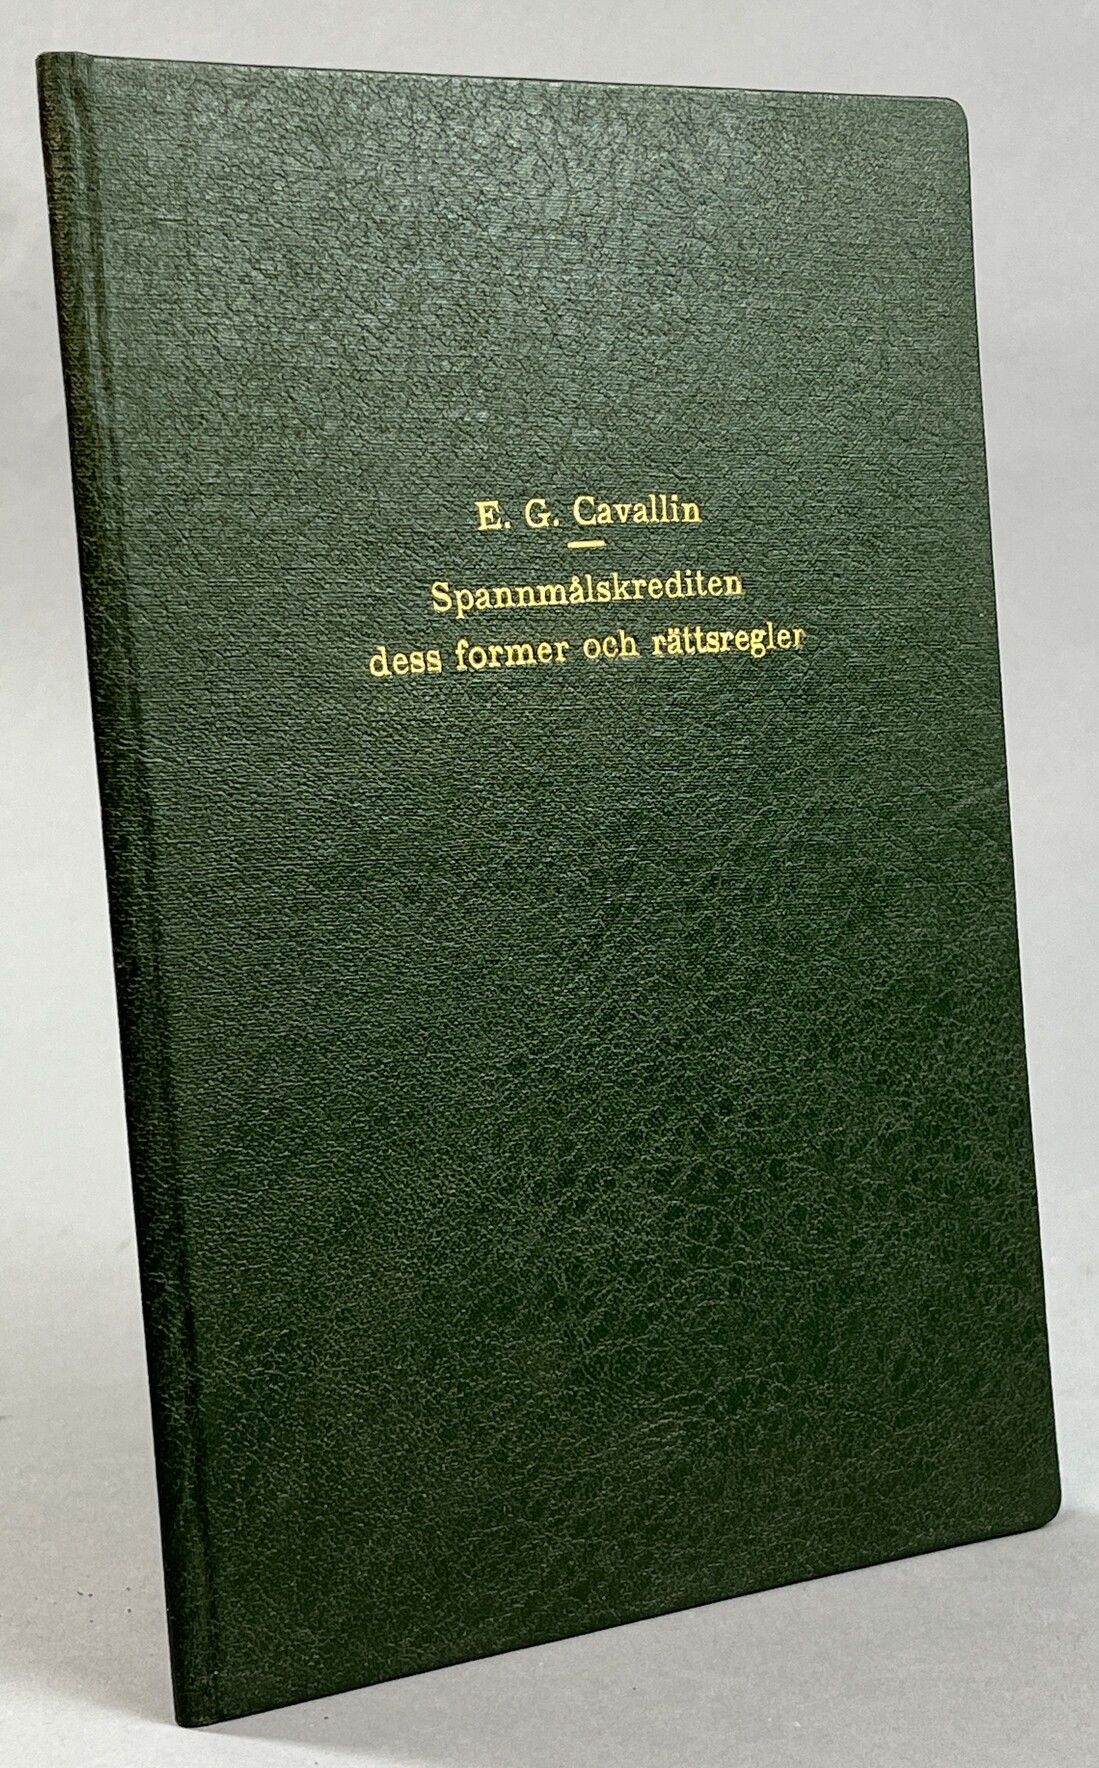 E. G. Cavallin
Spannmålskrediten
dess former och rättsregler